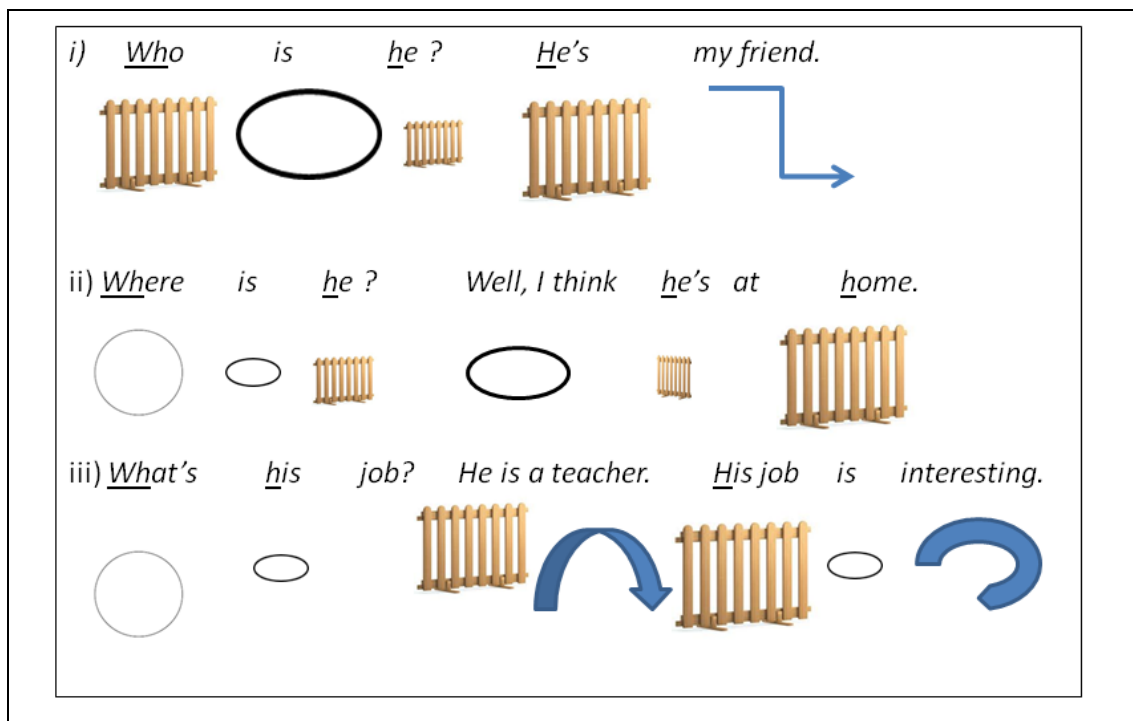 i) Who is he ? He's my friend.
ii) Where is he ? Well, I think he's at home.
iii) What's his job? He is a teacher. His job is interesting.